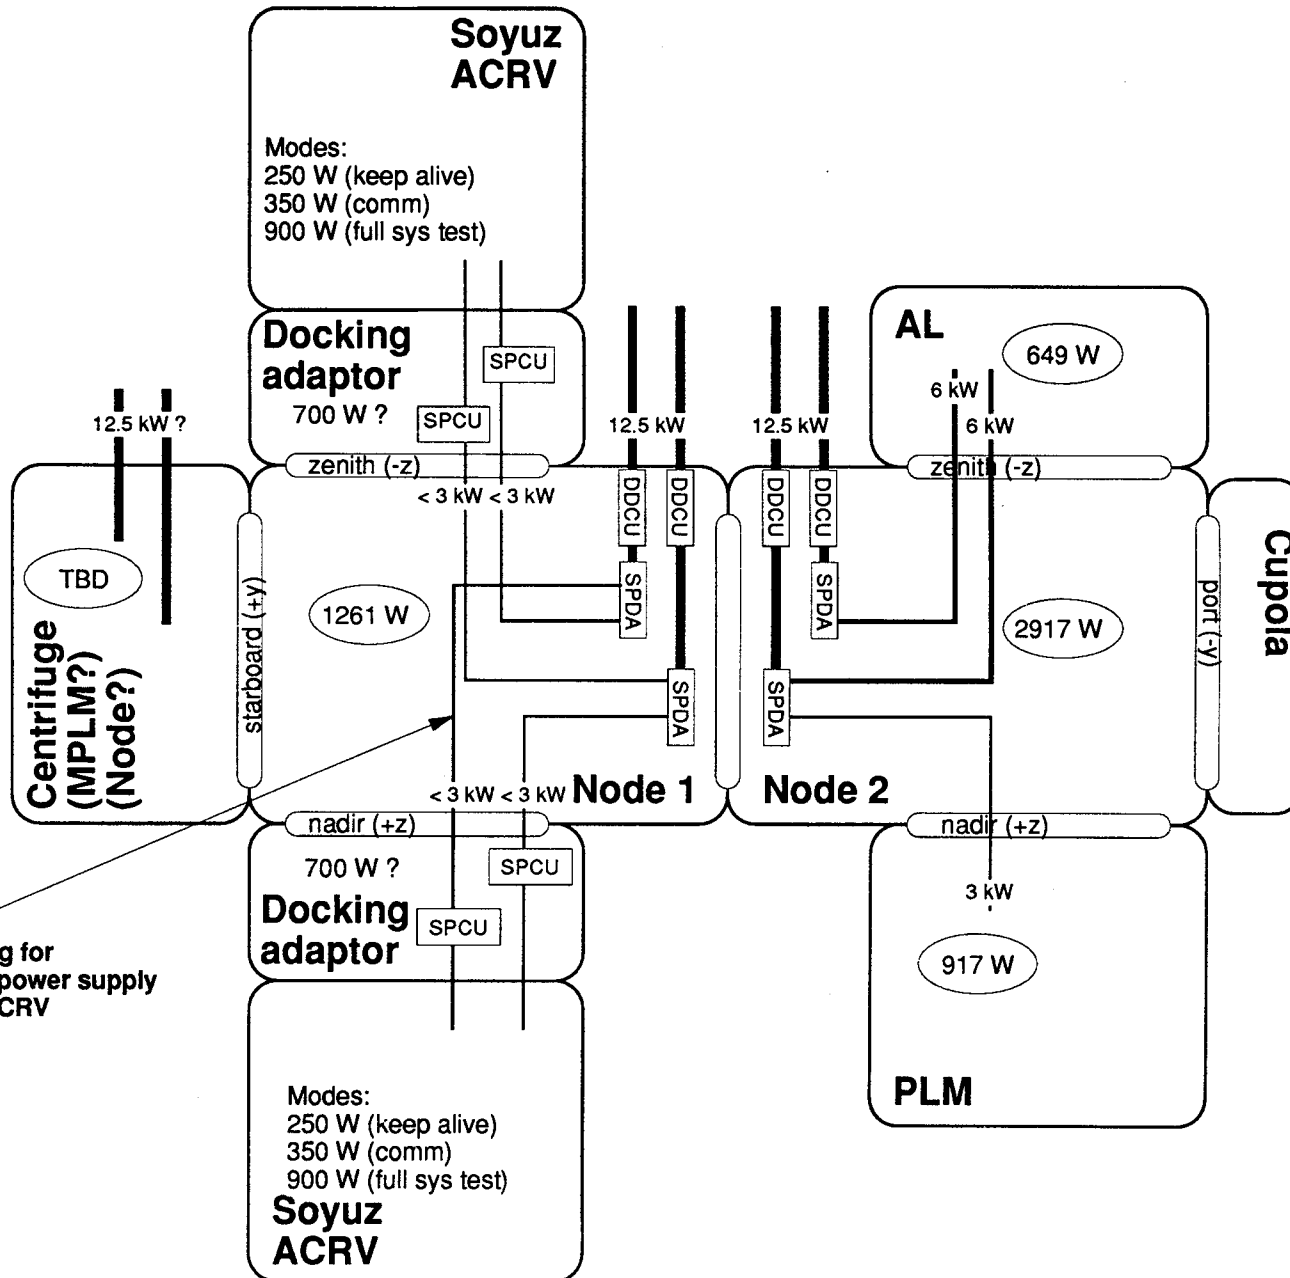 Soyuz
ACRV
Modes:
250 W (keep alive)
350 W (comm)
900 W (full sys test)
Docking
adaptor
700 W ?
SPCU
SPCU
zenith (-z)
< 3 kW < 3 kW
12.5 kW ?
TBD
Centrifuge
(MPLM?)
(Node?)
starboard (+y)
1261 W
12.5 kW
DDCU
DDCU
SPDA
SPDA
Node 1
12.5 kW
DDCU
DDCU
SPDA
SPDA
Node 2
AL
649 W
6 kW
6 kW
zenith (-z)
2917 W
port (-y)
Cupola
< 3 kW < 3 kW
nadir (+z)
nadir (+z)
700 W ?
SPCU
SPCU
Docking
adaptor
3 kW
917 W
PLM
g for
power supply
CRV
Modes:
250 W (keep alive)
350 W (comm)
900 W (full sys test)
Soyuz
ACRV